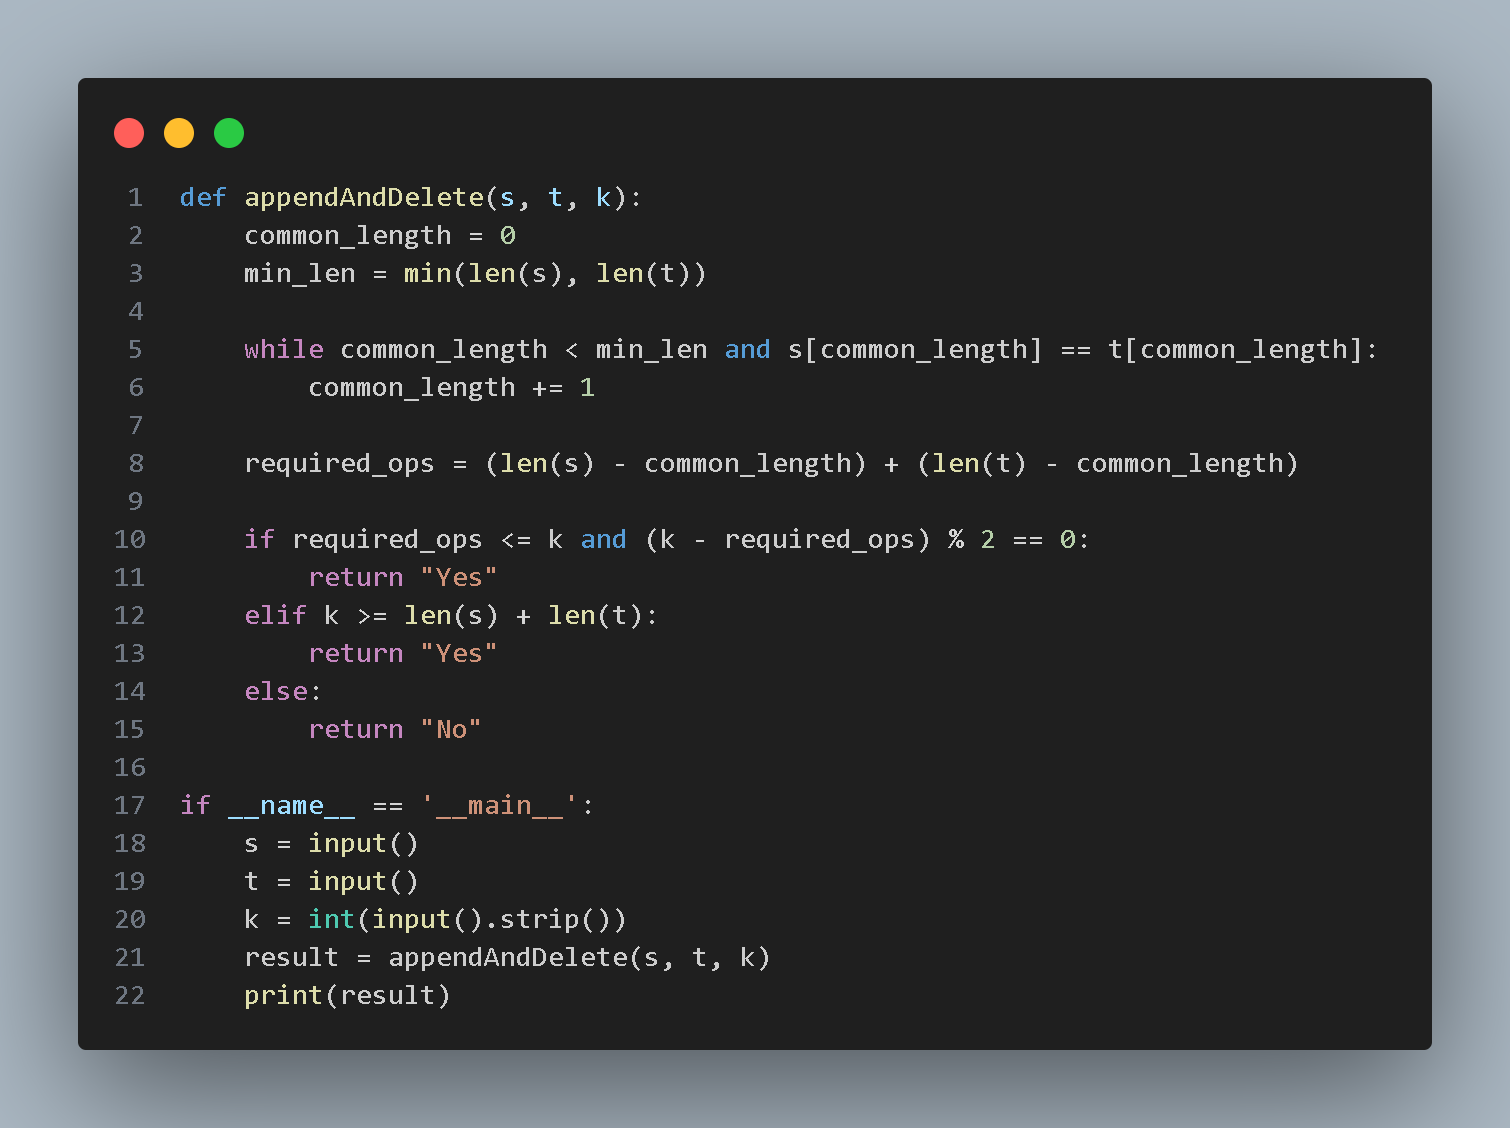 1 def appendAndDelete(s, t, k):
2     common_length = 0
3     min_len = min(len(s), len(t))
4
5     while common_length < min_len and s[common_length] == t[common_length]:
6         common_length += 1
7
8     required_ops = (len(s) - common_length) + (len(t) - common_length)
9
10     if required_ops <= k and (k - required_ops) % 2 == 0:
11         return "Yes"
12     elif k >= len(s) + len(t):
13         return "Yes"
14     else:
15         return "No"
16
17 if __name__ == '__main__':
18     s = input()
19     t = input()
20     k = int(input().strip())
21     result = appendAndDelete(s, t, k)
22     print(result)